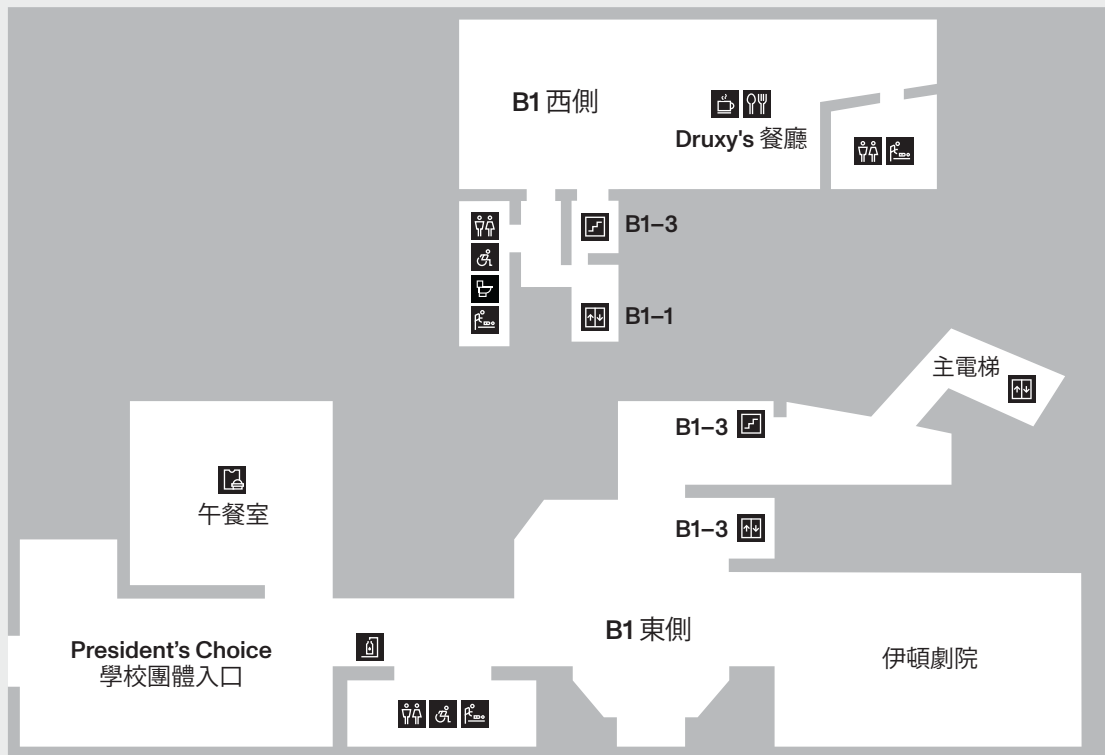 B1 西側
Druxy's 餐廳
B1–3
B1–1
主電梯
B1–3
午餐室
B1–3
B1 東側
President's Choice
學校團體入口
伊頓劇院